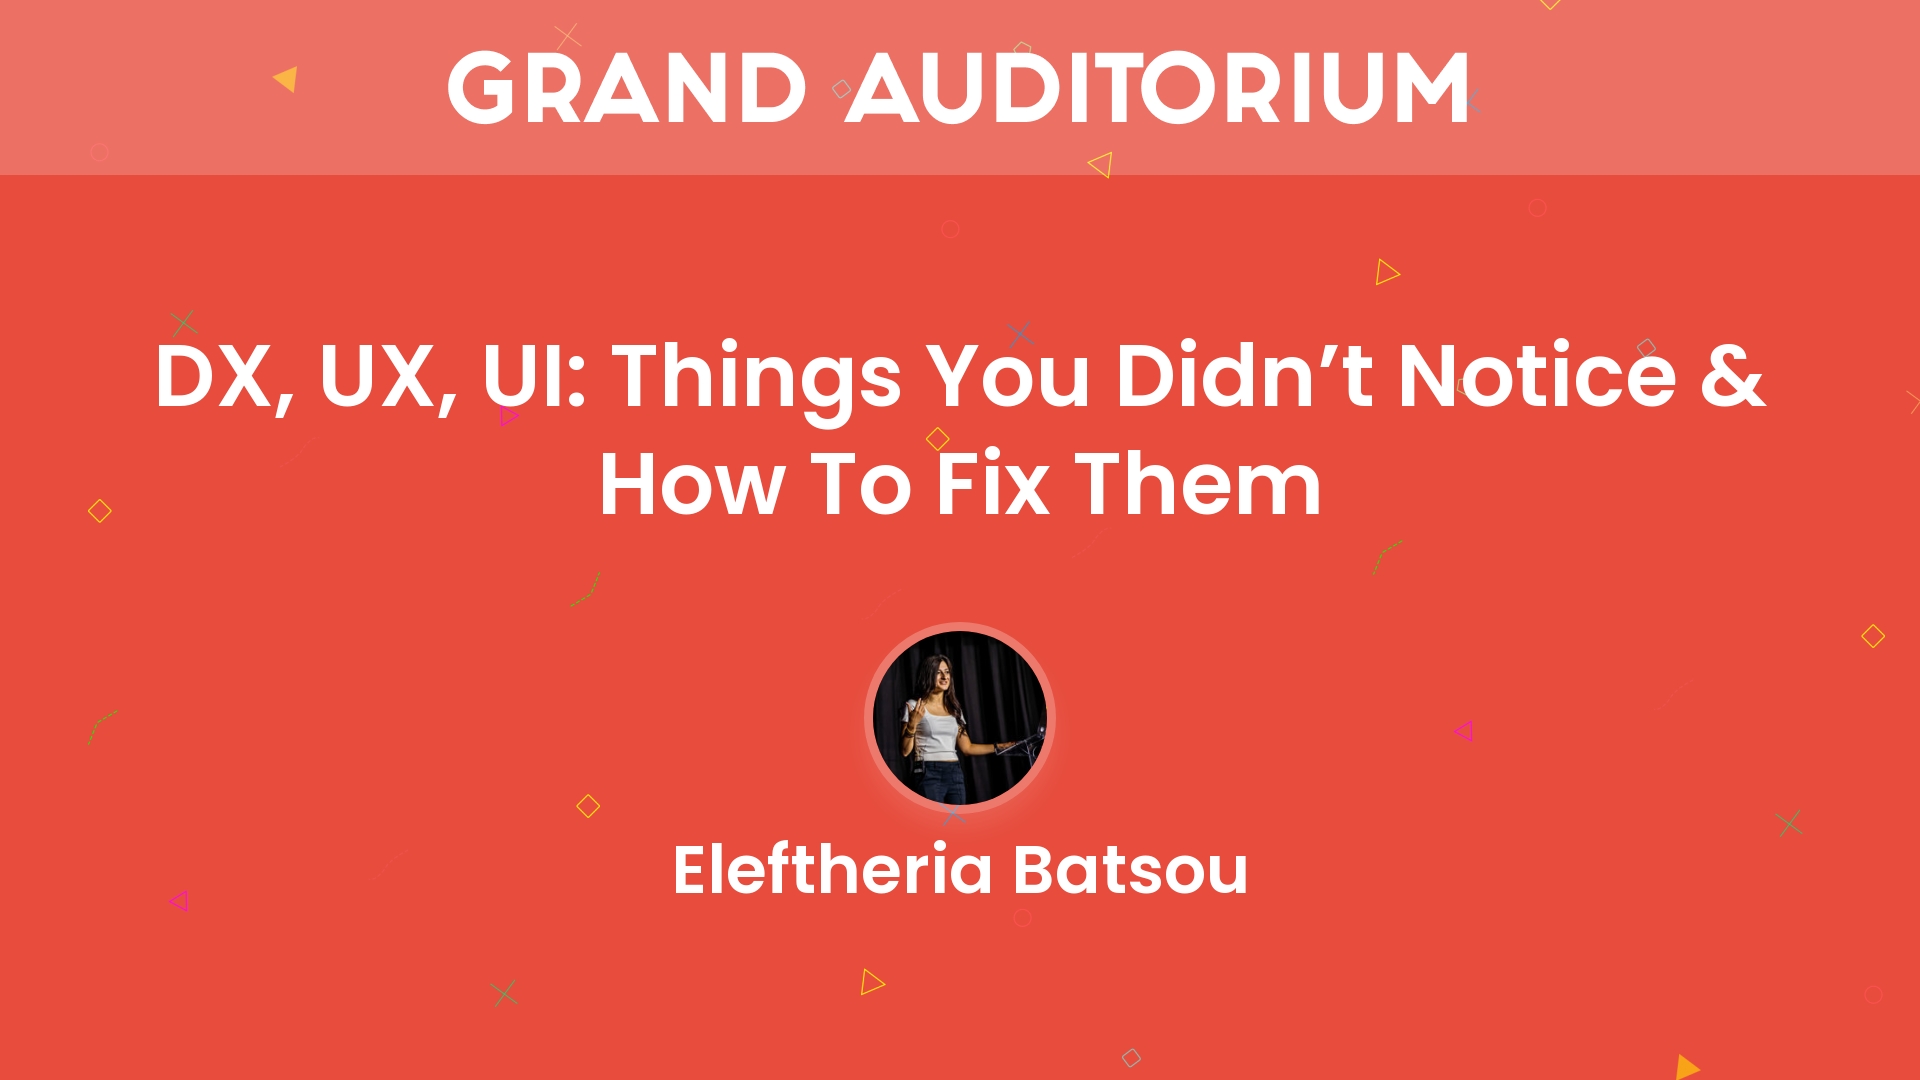 GRAND AUDITORIUM
DX, UX, UI: Things You Didn’t Notice &
How To Fix Them
Eleftheria Batsou